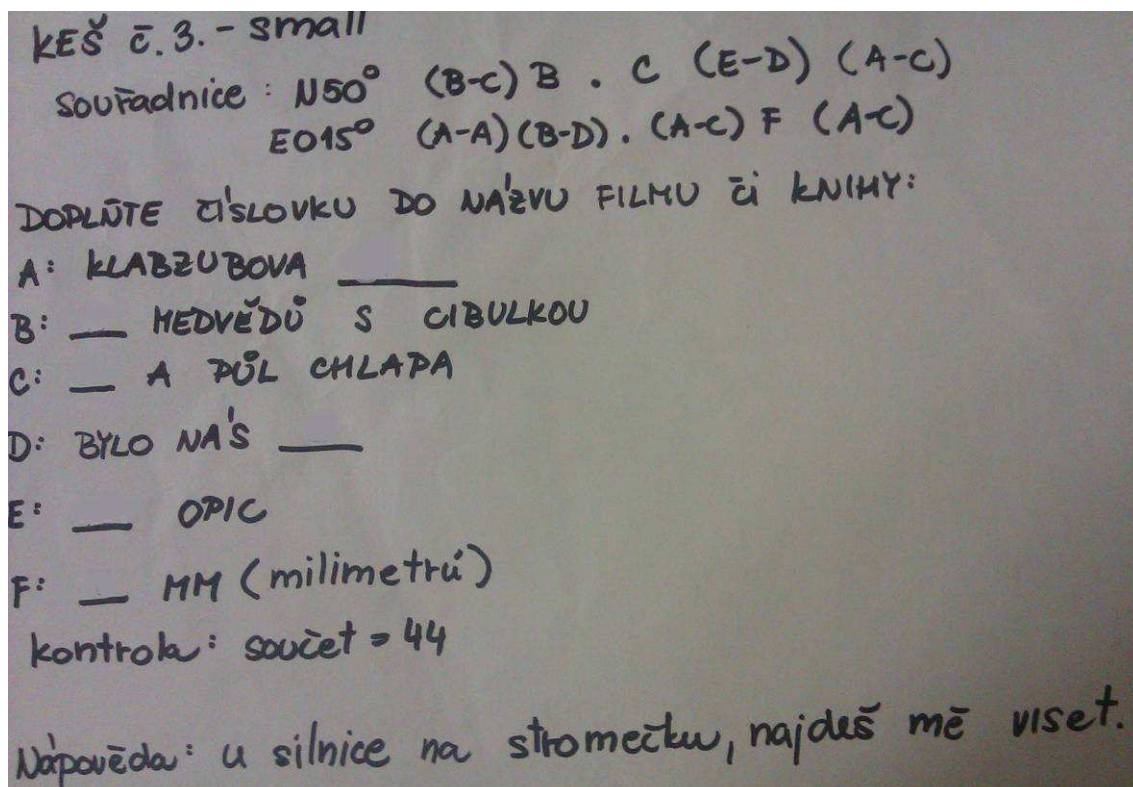 KEŠ č.3.- small
souřadnice : N50° (B-C) B . C (E-D) (A-C)
E015° (A-A)(B-D). (A-C) F (A-C)
DOPLŇTE ČÍSLOVKU DO NÁZVU FILMU či KNIHY:
A: KLABZUBOVA ____
B: __ MEDVĚDŮ S CIBULKOU
C: __ A PŮL CHLAPA
D: BYLO NÁS ___
E: __ OPIC
F: __ MM (milimetrů)
kontrola: součet = 44
Nápověda: u silnice na stromečku, najdeš mě viset.